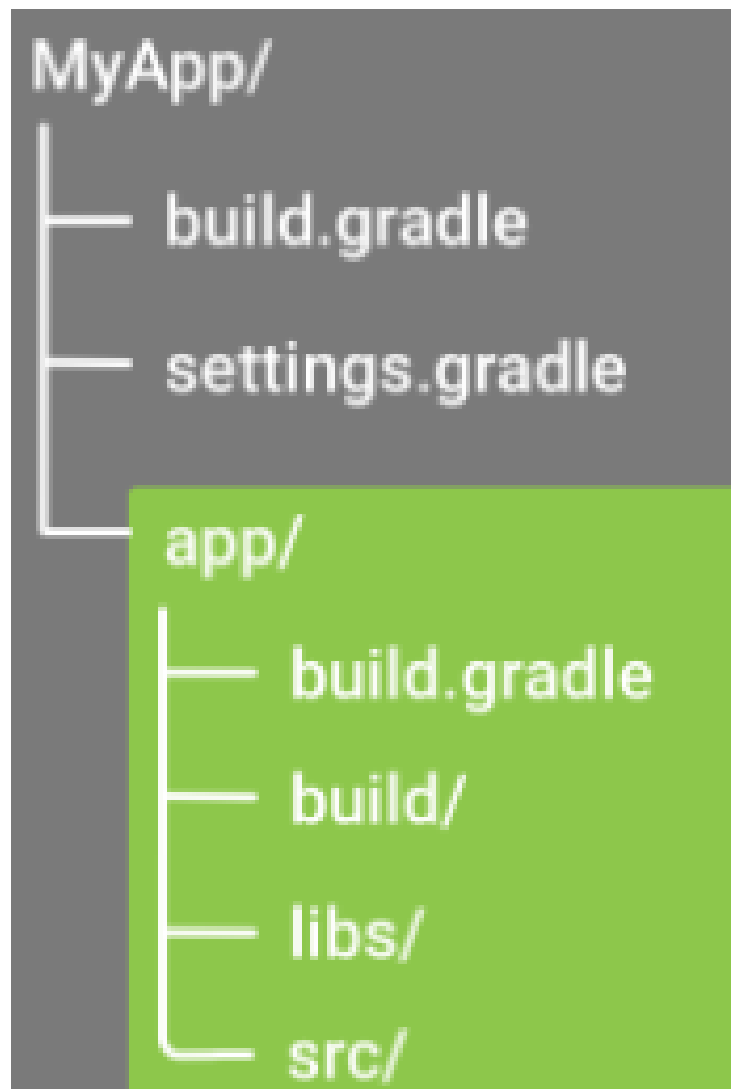 MyApp/
build.gradle
settings.gradle
app/
build.gradle
build/
libs/
src/